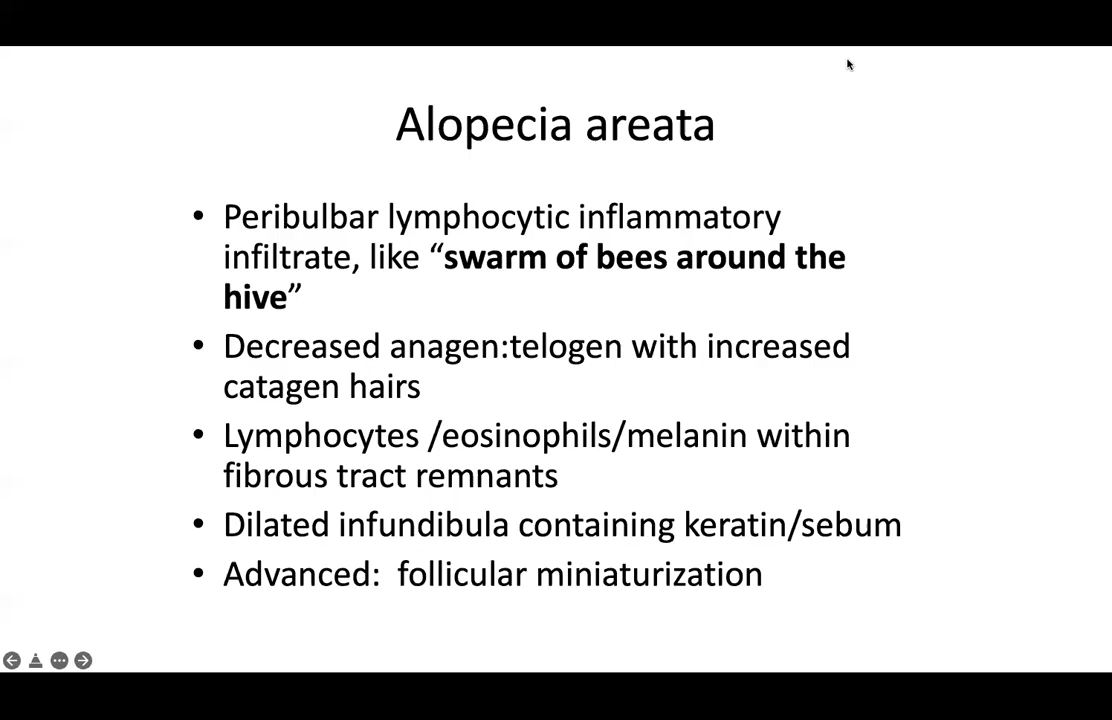 Alopecia areata
• Peribulbar lymphocytic inflammatory
infiltrate, like “swarm of bees around the
hive”
• Decreased anagen:telogen with increased
catagen hairs
• Lymphocytes /eosinophils/melanin within
fibrous tract remnants
• Dilated infundibula containing keratin/sebum
• Advanced:  follicular miniaturization